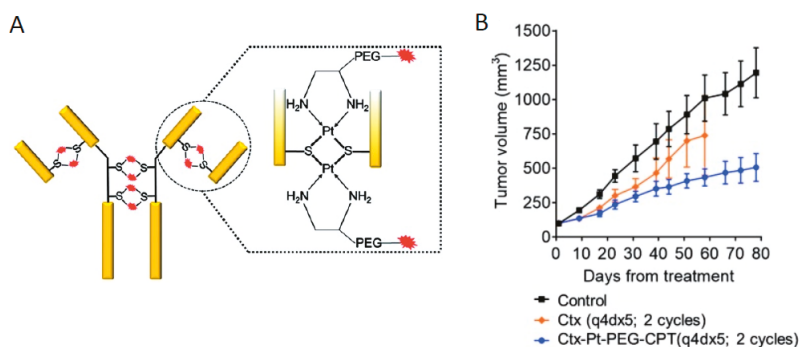 A
PEG
NH2
NH2
Pt
S
S
Pt
NH2
NH2
PEG
S
S
S
S
S
S
S
S
B
Tumor volume (mm³)
1500
1250
1000
750
500
250
0
0 10 20 30 40 50 60 70 80
Days from treatment
Control
Ctx (q4dx5; 2 cycles)
Ctx-Pt-PEG-CPT(q4dx5; 2 cycles)